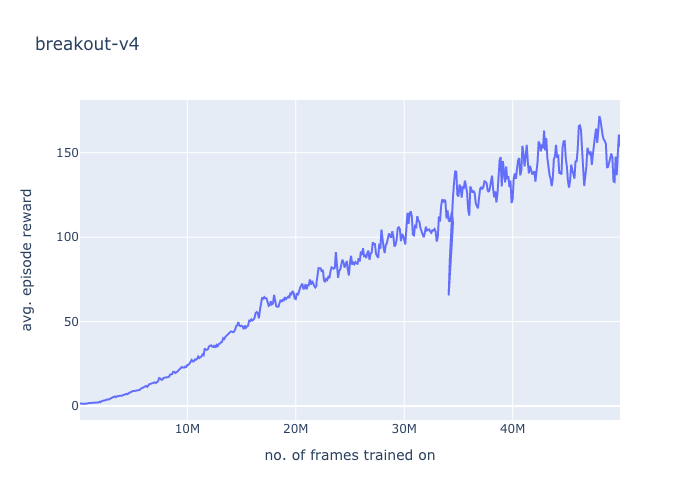 breakout-v4
avg. episode reward
150
100
50
0
10M
20M
30M
40M
no. of frames trained on